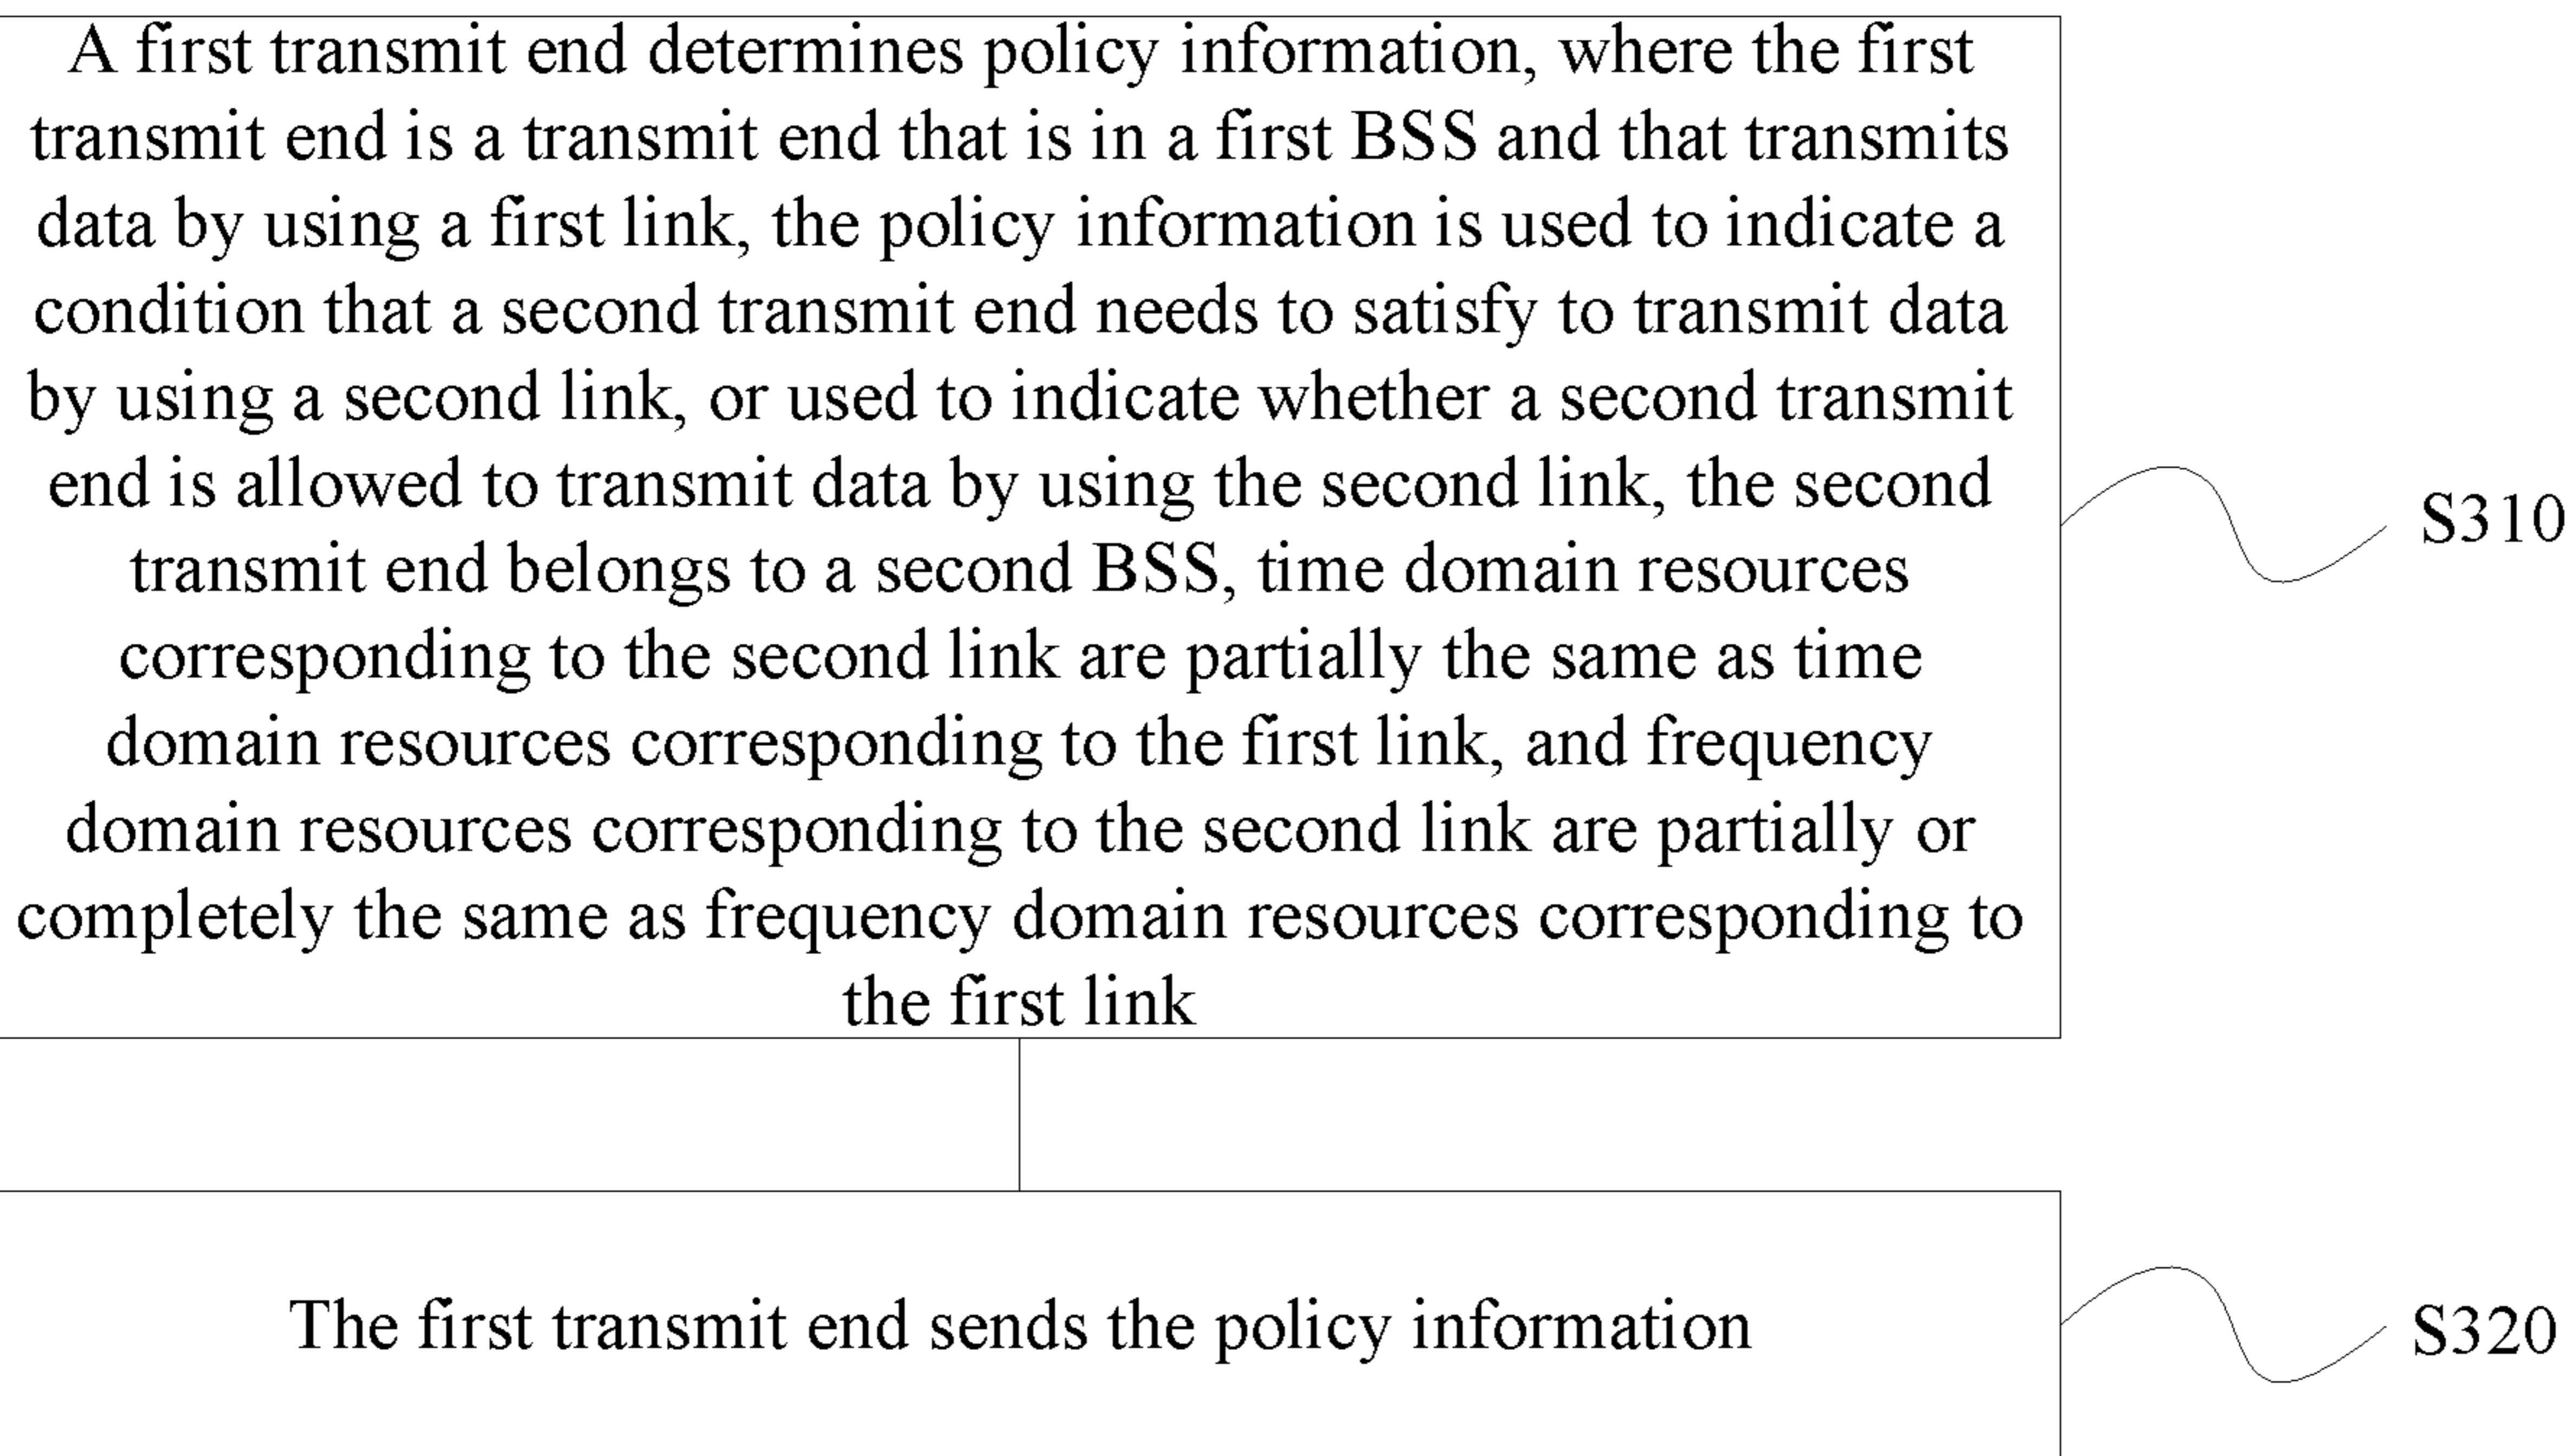 A first transmit end determines policy information, where the first
transmit end is a transmit end that is in a first BSS and that transmits
data by using a first link, the policy information is used to indicate a
condition that a second transmit end needs to satisfy to transmit data
by using a second link, or used to indicate whether a second transmit
end is allowed to transmit data by using the second link, the second
transmit end belongs to a second BSS, time domain resources
corresponding to the second link are partially the same as time
domain resources corresponding to the first link, and frequency
domain resources corresponding to the second link are partially or
completely the same as frequency domain resources corresponding to
the first link
S310
The first transmit end sends the policy information
S320